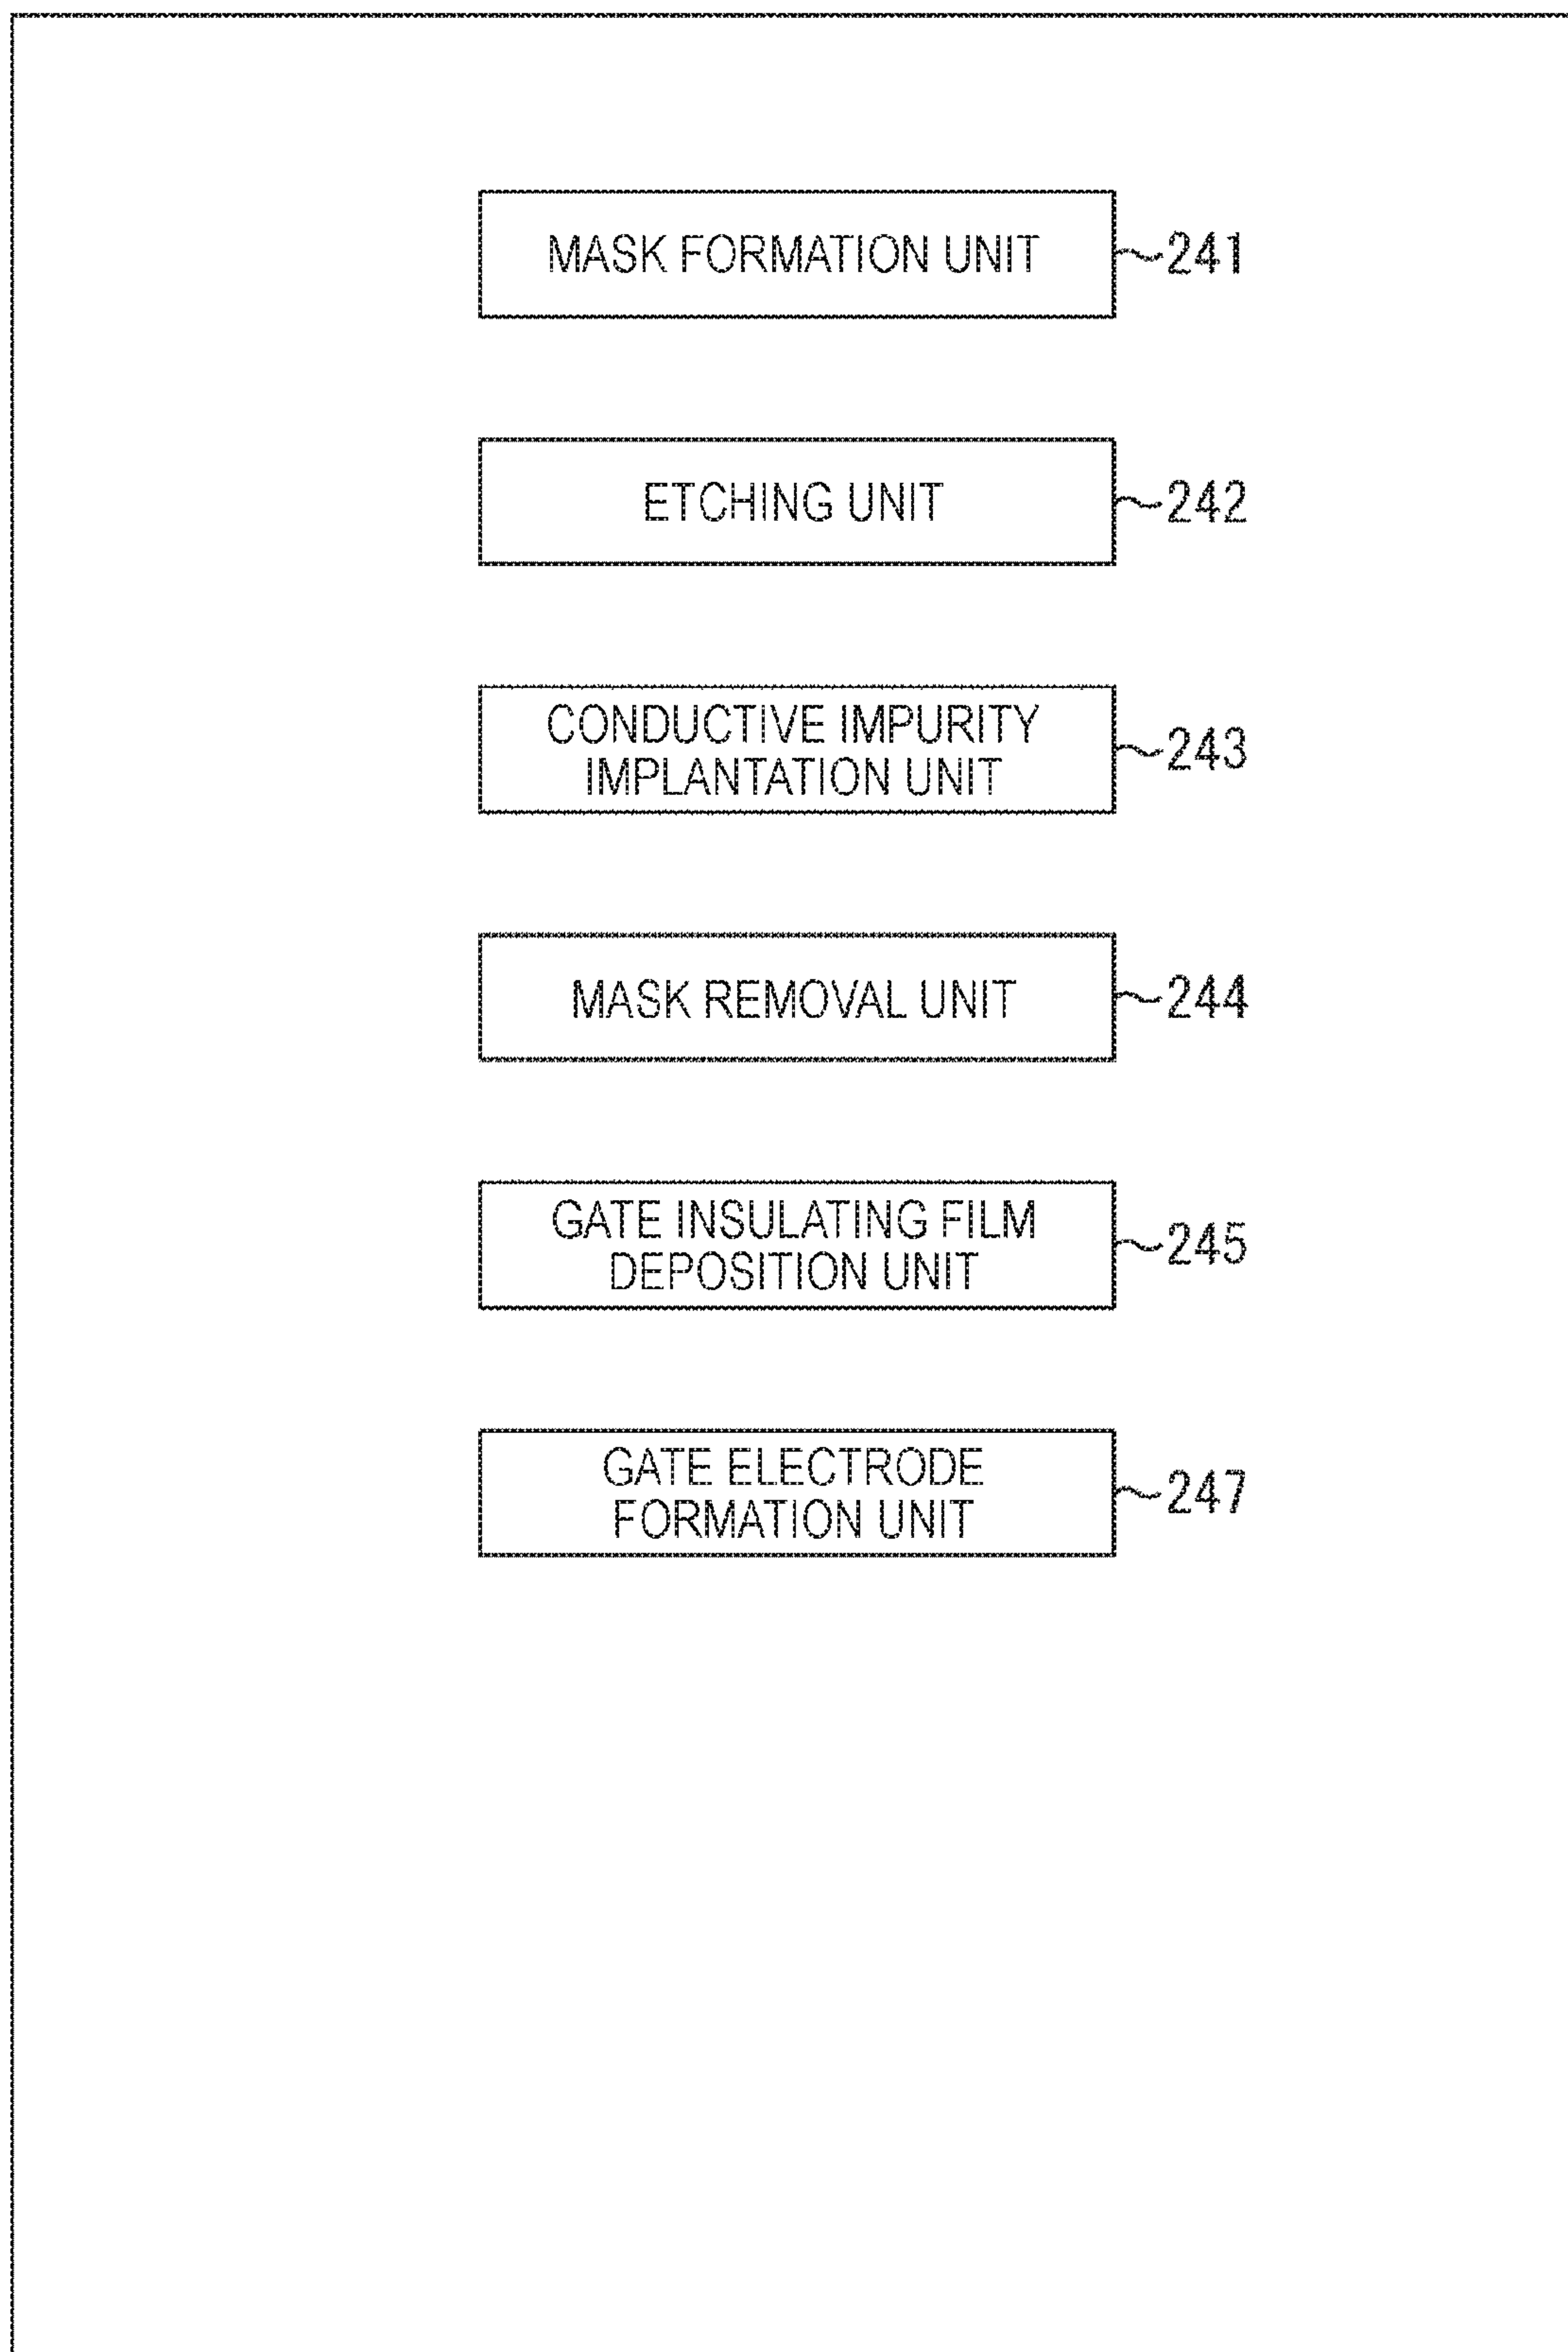 MASK FORMATION UNIT
241
ETCHING UNIT
242
CONDUCTIVE IMPURITY
IMPLANTATION UNIT
243
MASK REMOVAL UNIT
244
GATE INSULATING FILM
DEPOSITION UNIT
245
GATE ELECTRODE
FORMATION UNIT
247